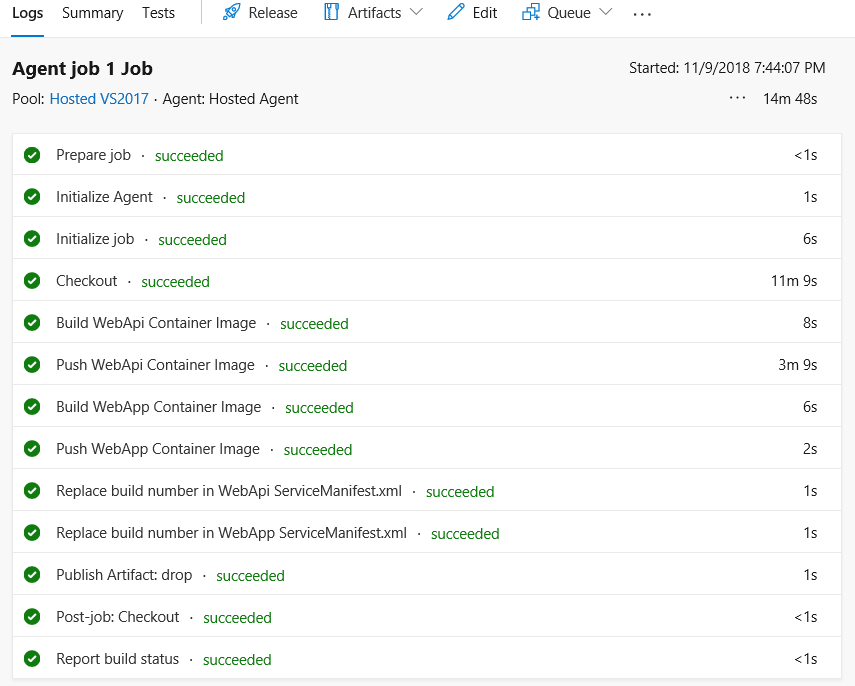 Logs Summary Tests Release Artifacts Edit Queue ...
Agent job 1 Job Started: 11/9/2018 7:44:07 PM
Pool: Hosted VS2017 · Agent: Hosted Agent ... 14m 48s
Prepare job · succeeded <1s
Initialize Agent · succeeded 1s
Initialize job · succeeded 6s
Checkout · succeeded 11m 9s
Build WebApi Container Image · succeeded 8s
Push WebApi Container Image · succeeded 3m 9s
Build WebApp Container Image · succeeded 6s
Push WebApp Container Image · succeeded 2s
Replace build number in WebApi ServiceManifest.xml · succeeded 1s
Replace build number in WebApp ServiceManifest.xml · succeeded 1s
Publish Artifact: drop · succeeded 1s
Post-job: Checkout · succeeded <1s
Report build status · succeeded <1s